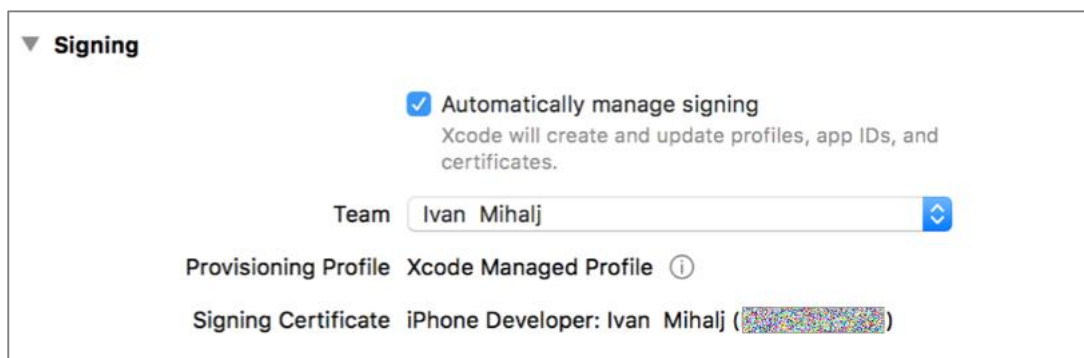 Signing
Automatically manage signing
Xcode will create and update profiles, app IDs, and
certificates.
Team Ivan Mihalj
Provisioning Profile Xcode Managed Profile
Signing Certificate iPhone Developer: Ivan Mihalj ( )